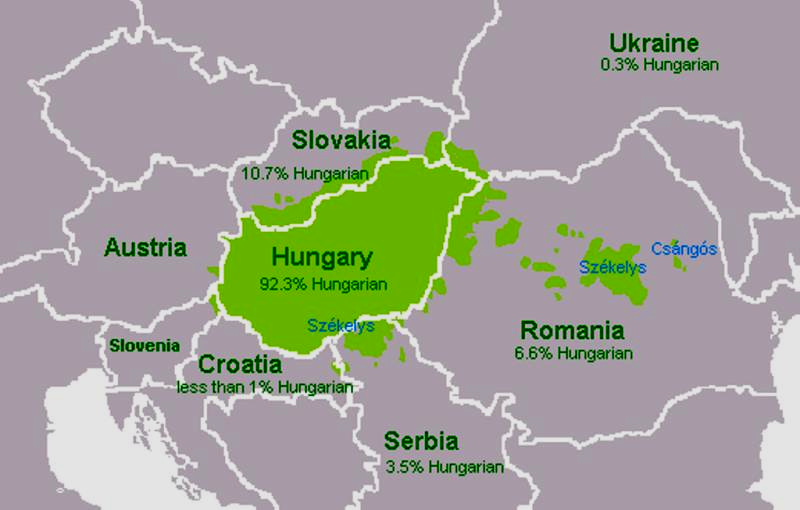 Ukraine
0.3% Hungarian
Slovakia
10.7% Hungarian
Austria
Hungary
92.3% Hungarian
Csángós
Székelys
Székelys
Romania
6.6% Hungarian
Slovenia
Croatia
less than 1% Hungarian
Serbia
3.5% Hungarian